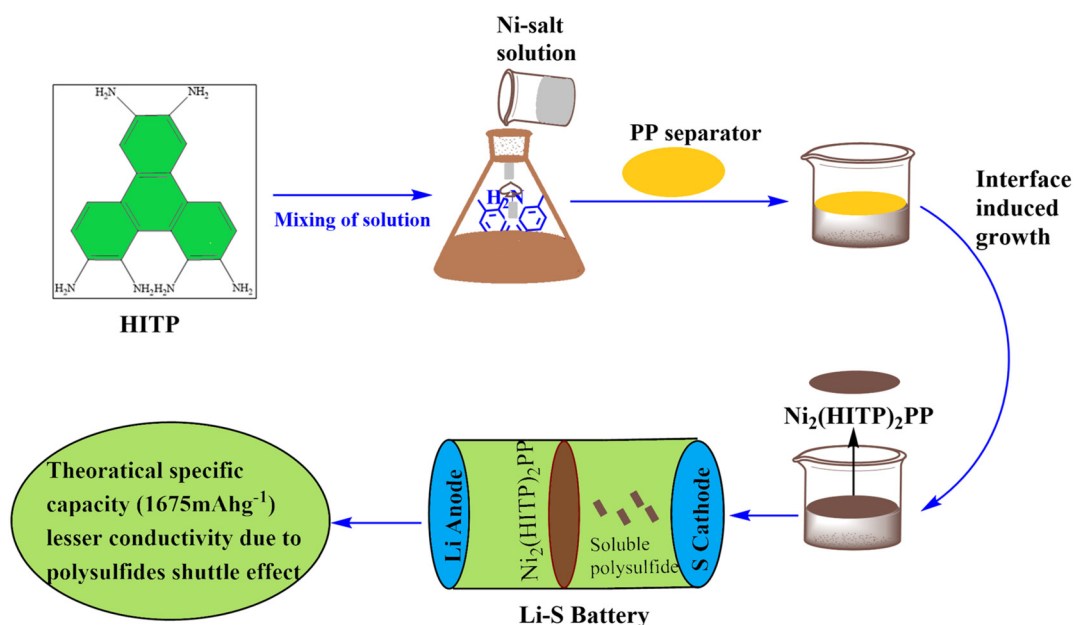 Ni-salt
solution
H₂N
NH₂
PP separator
H₂N
Mixing of solution
Interface
induced
growth
H₂N
NH₂
H₂N
NH₂
HITP
Ni₂(HITP)₂PP
Theoratical specific
capacity (1675mAhg⁻¹)
lesser conductivity due to
polysulfides shuttle effect
Li Anode
Ni₂(HITP)₂PP
Soluble
polysulfide
S Cathode
Li-S Battery